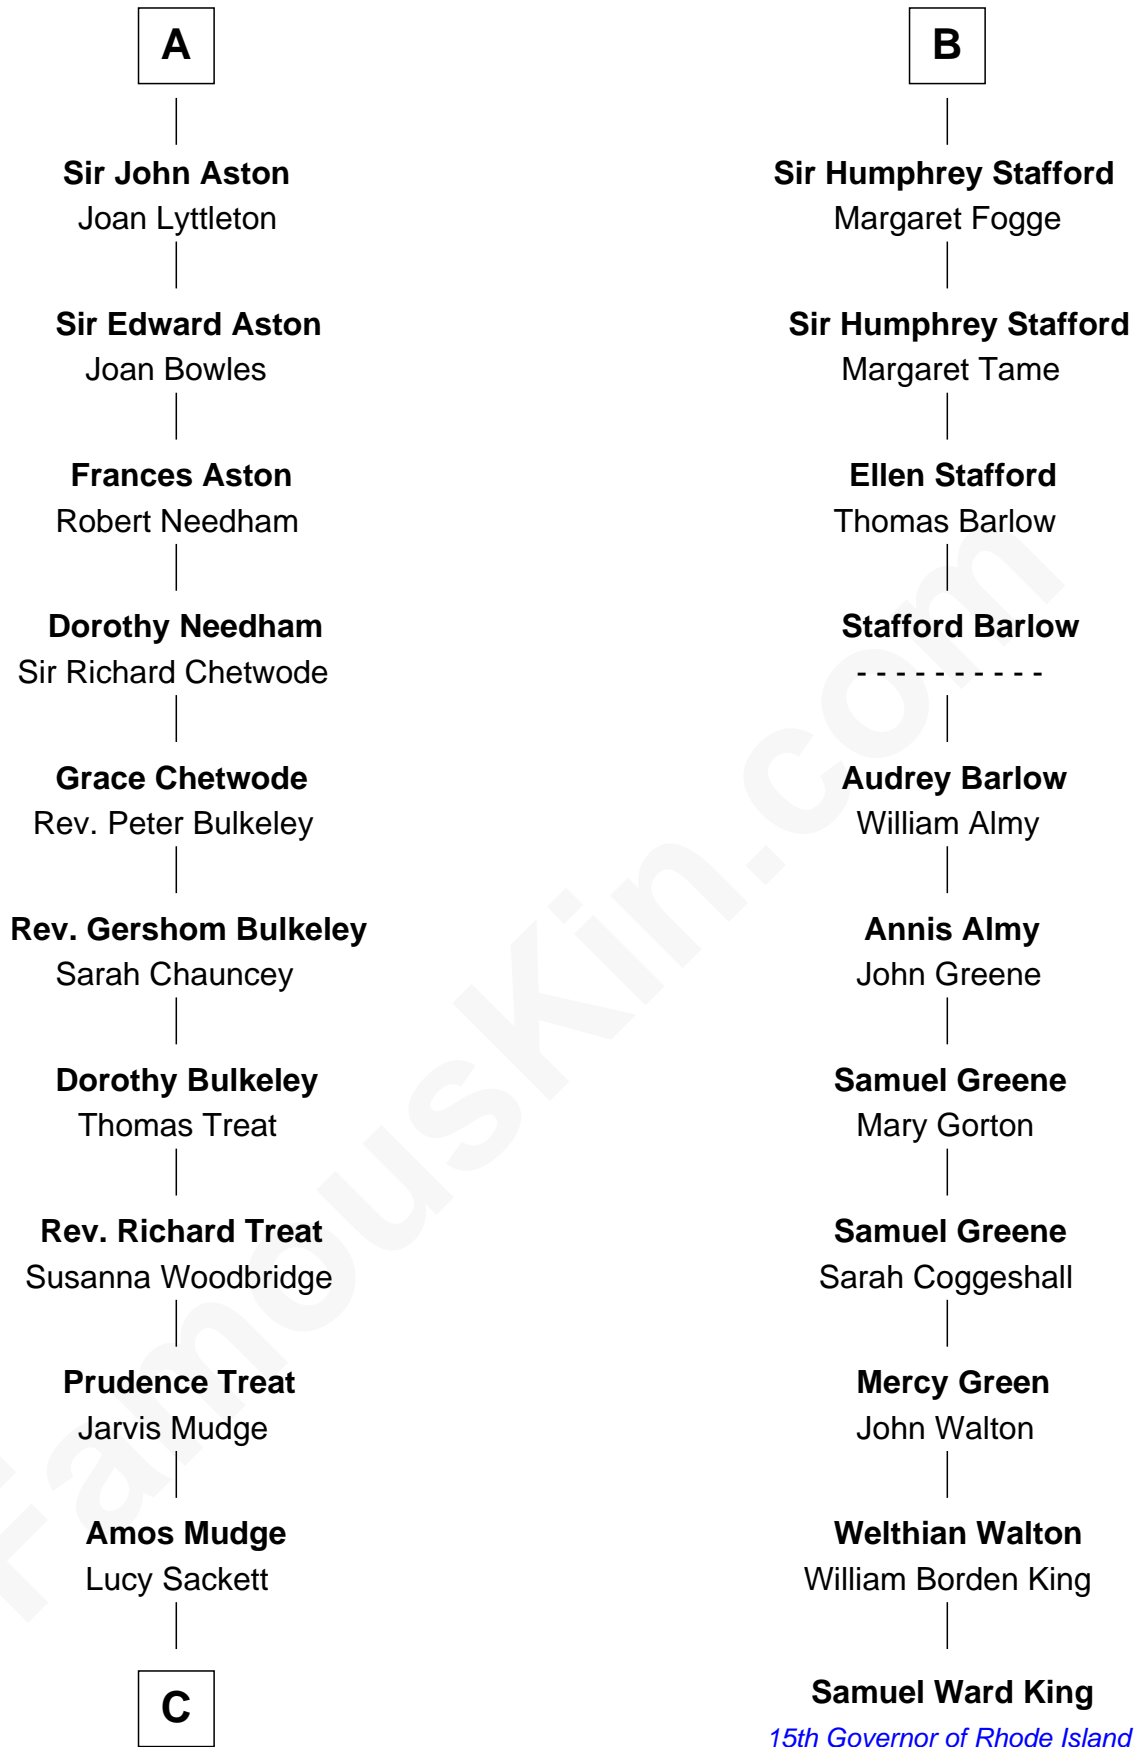 A
Sir John Aston
Joan Lyttleton
Sir Edward Aston
Joan Bowles
Frances Aston
Robert Needham
Dorothy Needham
Sir Richard Chetwode
Grace Chetwode
Rev. Peter Bulkeley
Rev. Gershom Bulkeley
Sarah Chauncey
Dorothy Bulkeley
Thomas Treat
Rev. Richard Treat
Susanna Woodbridge
Prudence Treat
Jarvis Mudge
Amos Mudge
Lucy Sackett
C
B
Sir Humphrey Stafford
Margaret Fogge
Sir Humphrey Stafford
Margaret Tame
Ellen Stafford
Thomas Barlow
Stafford Barlow
- - - - - - - - - -
Audrey Barlow
William Almy
Annis Almy
John Greene
Samuel Greene
Mary Gorton
Samuel Greene
Sarah Coggeshall
Mercy Green
John Walton
Welthian Walton
William Borden King
Samuel Ward King
15th Governor of Rhode Island
FamousKin.com